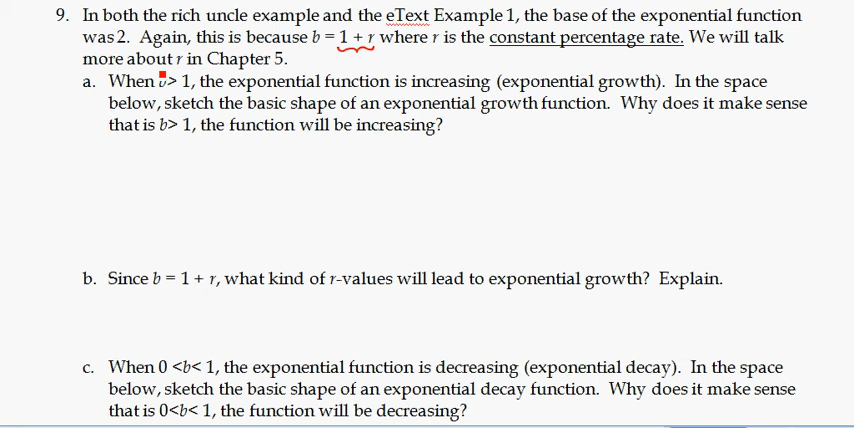 9. In both the rich uncle example and the eText Example 1, the base of the exponential function
was 2. Again, this is because b = 1 + r where r is the constant percentage rate. We will talk
more about r in Chapter 5.
a. When b> 1, the exponential function is increasing (exponential growth). In the space
below, sketch the basic shape of an exponential growth function. Why does it make sense
that is b> 1, the function will be increasing?
b. Since b = 1 + r, what kind of r-values will lead to exponential growth? Explain.
c. When 0 <b< 1, the exponential function is decreasing (exponential decay). In the space
below, sketch the basic shape of an exponential decay function. Why does it make sense
that is 0<b< 1, the function will be decreasing?